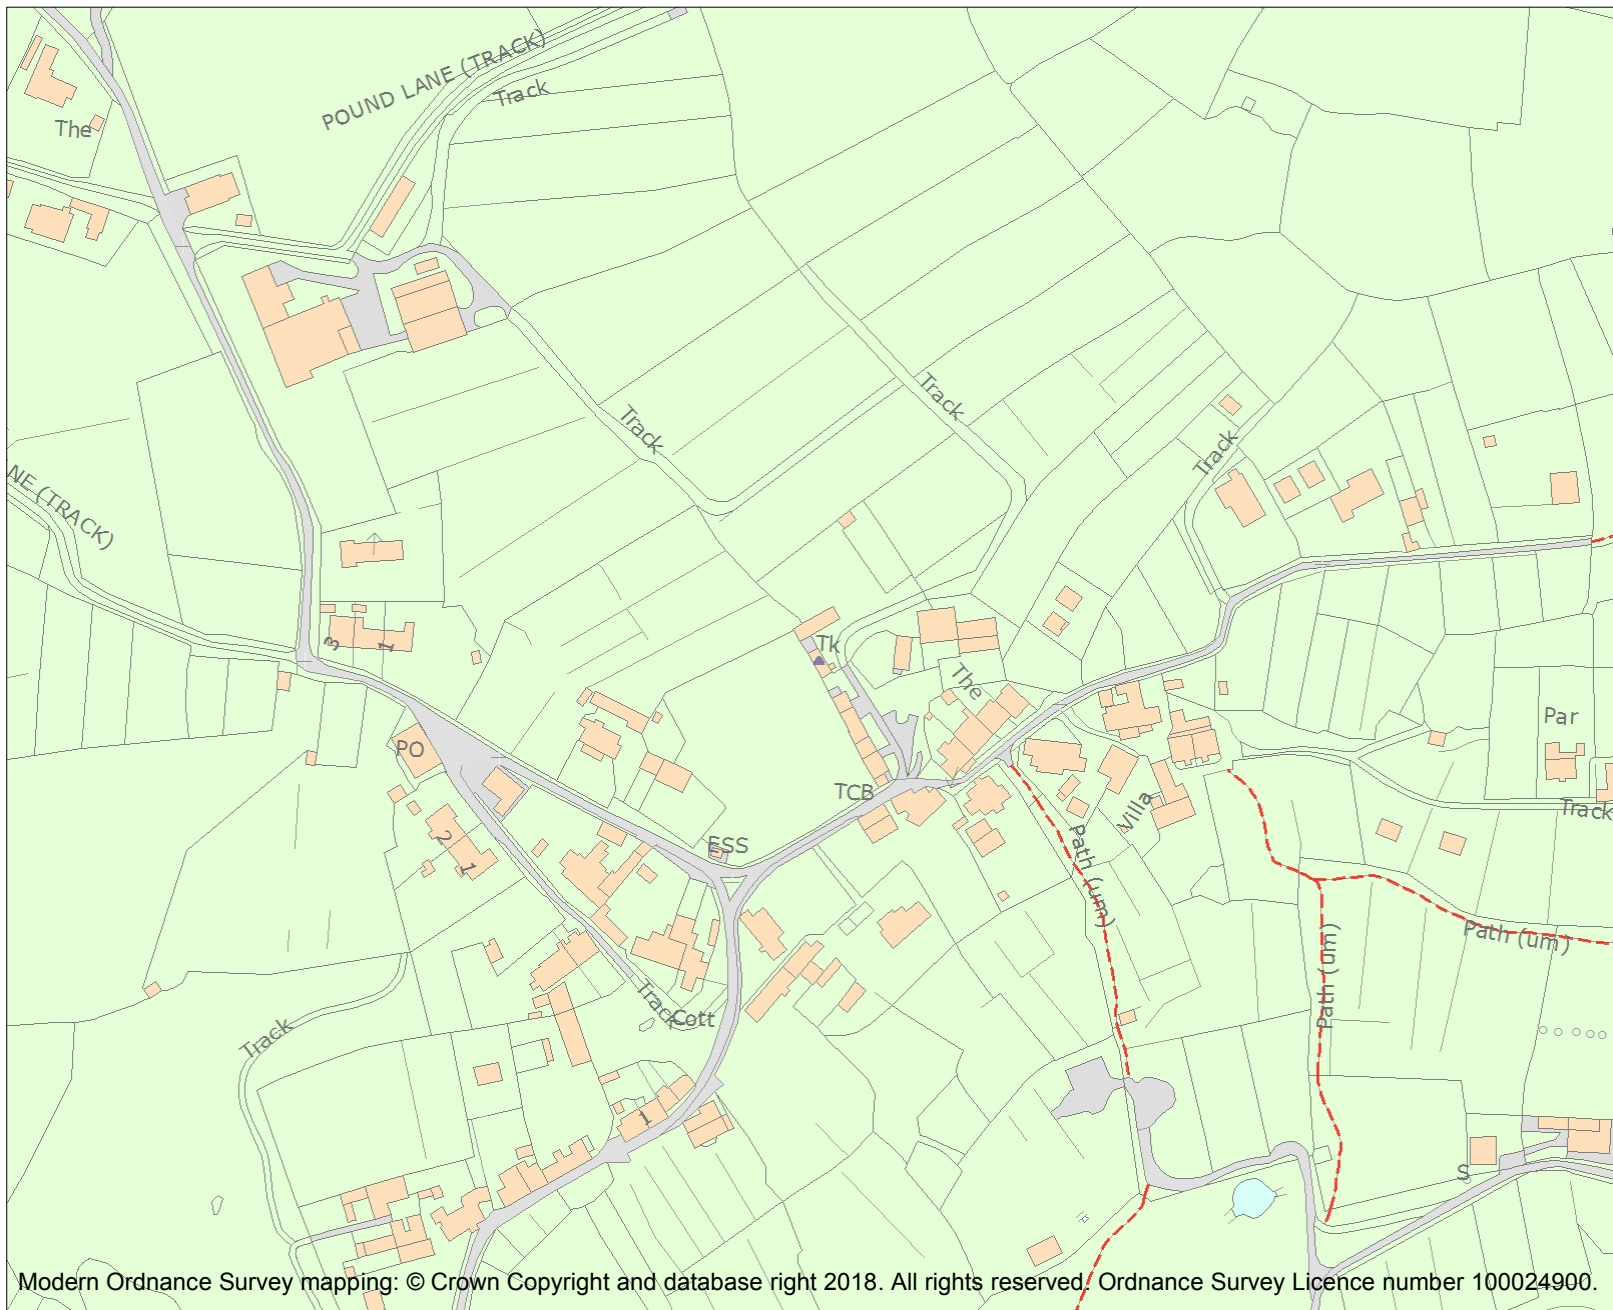 POUND LANE (TRACK)
Track
The
Track
Track
Track
NE (TRACK)
3
1
Tk
The
PO
Par
TCB
Villa
Track
2
1
ESS
Path (um)
Path (um)
Path (um)
Track
Cott
Track
1
S
Modern Ordnance Survey mapping: © Crown Copyright and database right 2018. All rights reserved. Ordnance Survey Licence number 100024900.